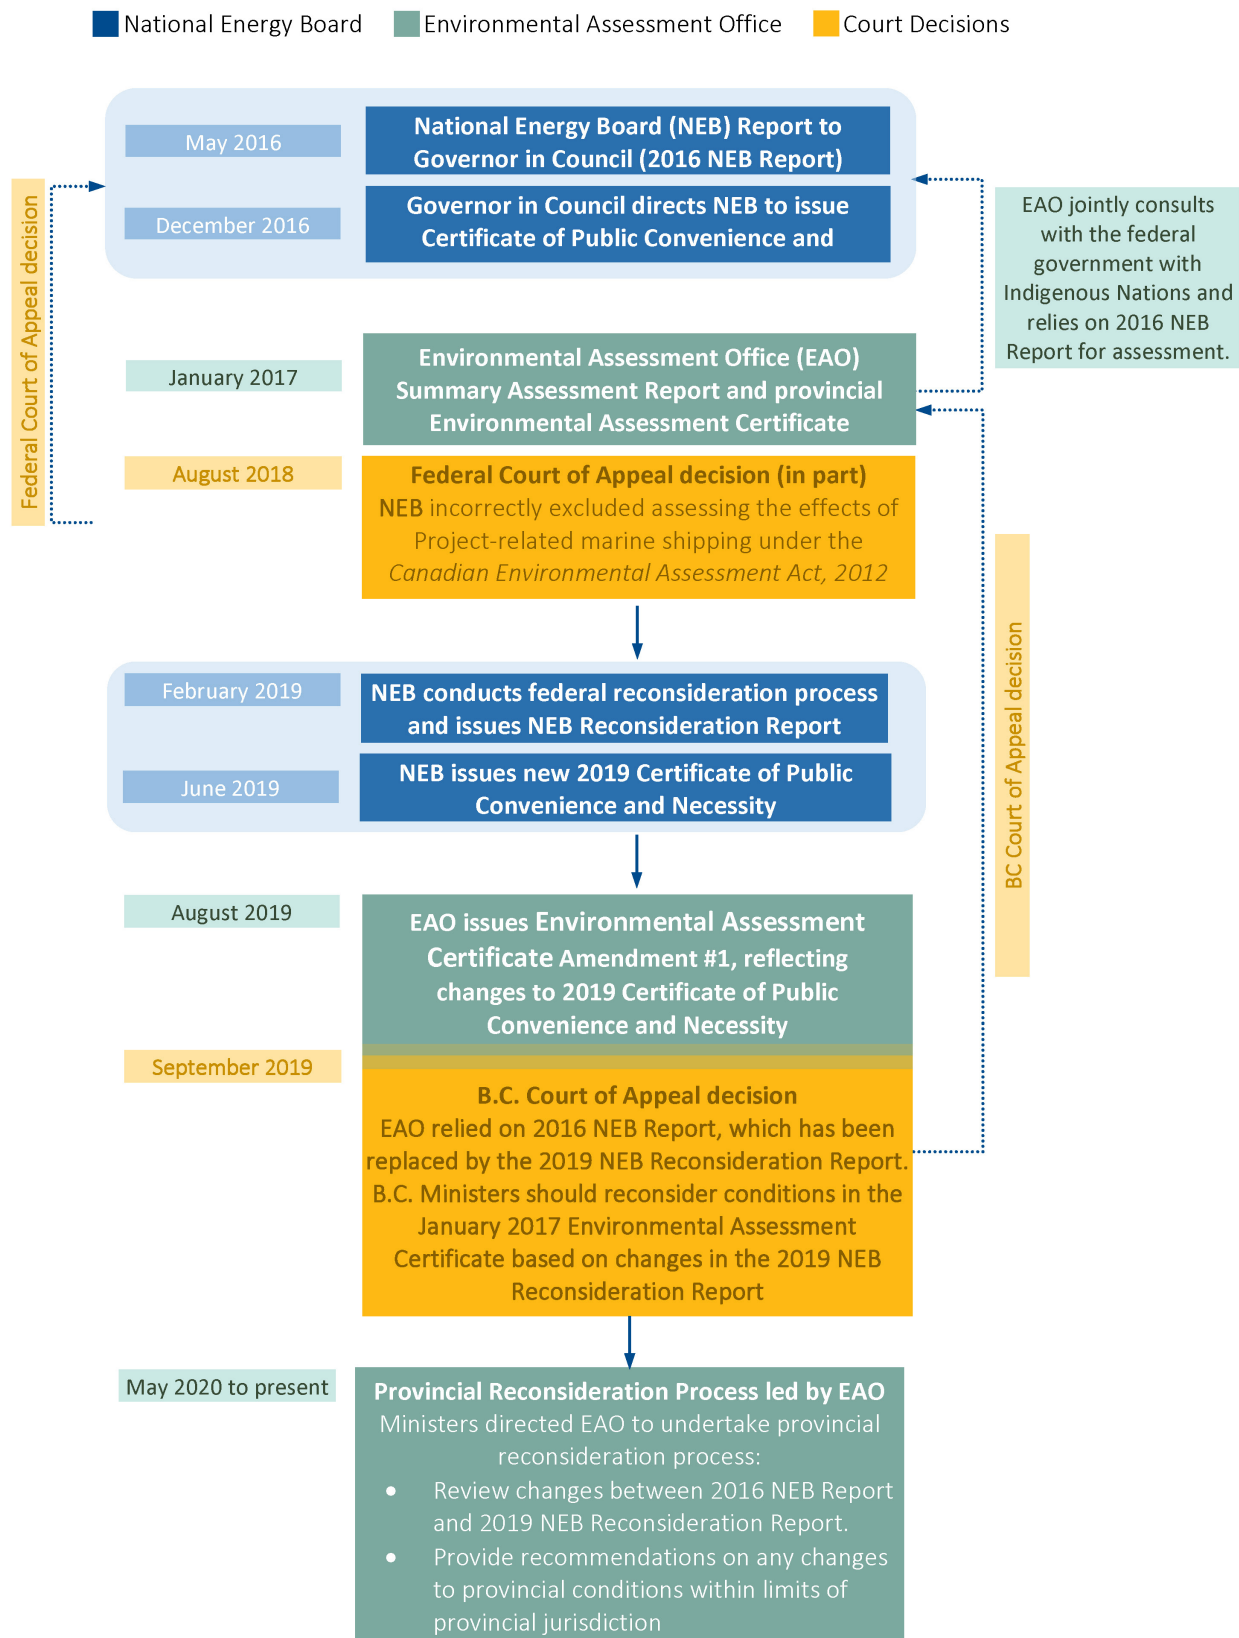 National Energy Board
Environmental Assessment Office
Court Decisions
May 2016
National Energy Board (NEB) Report to
Governor in Council (2016 NEB Report)
December 2016
Governor in Council directs NEB to issue
Certificate of Public Convenience and
Federal Court of Appeal decision
EAO jointly consults
with the federal
government with
Indigenous Nations and
relies on 2016 NEB
Report for assessment.
January 2017
Environmental Assessment Office (EAO)
Summary Assessment Report and provincial
Environmental Assessment Certificate
August 2018
Federal Court of Appeal decision (in part)
NEB incorrectly excluded assessing the effects of
Project-related marine shipping under the
Canadian Environmental Assessment Act, 2012
BC Court of Appeal decision
February 2019
NEB conducts federal reconsideration process
and issues NEB Reconsideration Report
June 2019
NEB issues new 2019 Certificate of Public
Convenience and Necessity
August 2019
EAO issues Environmental Assessment
Certificate Amendment #1, reflecting
changes to 2019 Certificate of Public
Convenience and Necessity
September 2019
B.C. Court of Appeal decision
EAO relied on 2016 NEB Report, which has been
replaced by the 2019 NEB Reconsideration Report.
B.C. Ministers should reconsider conditions in the
January 2017 Environmental Assessment
Certificate based on changes in the 2019 NEB
Reconsideration Report
May 2020 to present
Provincial Reconsideration Process led by EAO
Ministers directed EAO to undertake provincial
reconsideration process:
• Review changes between 2016 NEB Report
and 2019 NEB Reconsideration Report.
• Provide recommendations on any changes
to provincial conditions within limits of
provincial jurisdiction